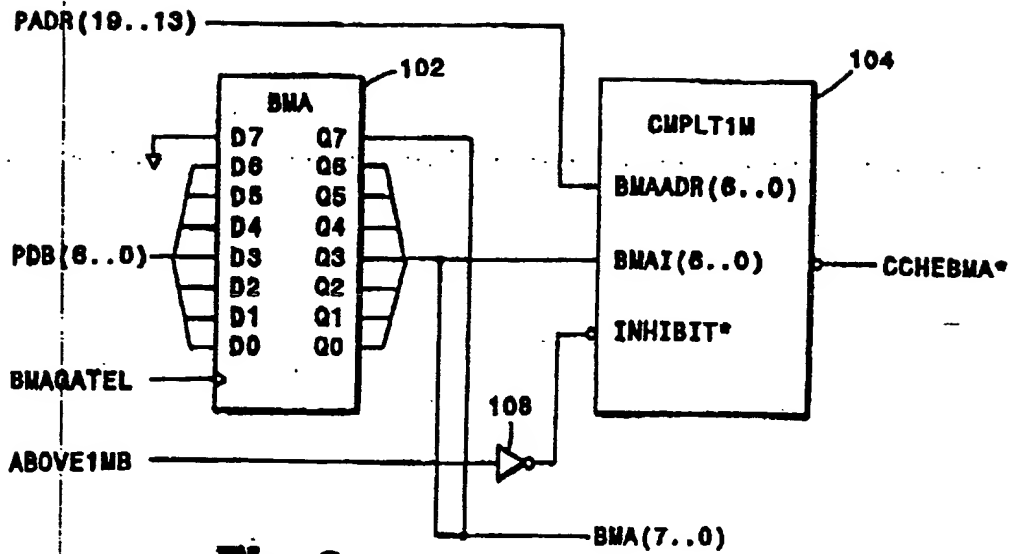 PADR(19..13)
102
104
BMA
CMPLT1M
D7 Q7
D6 Q6
BMAADR(6..0)
D5 Q5
D4 Q4
PDB(6..0)
D3 Q3
BMAI(6..0)
CCHEBMA*
D2 Q2
D1 Q1
INHIBIT*
D0 Q0
BMAGATEL
108
ABOVE1MB
BMA(7..0)